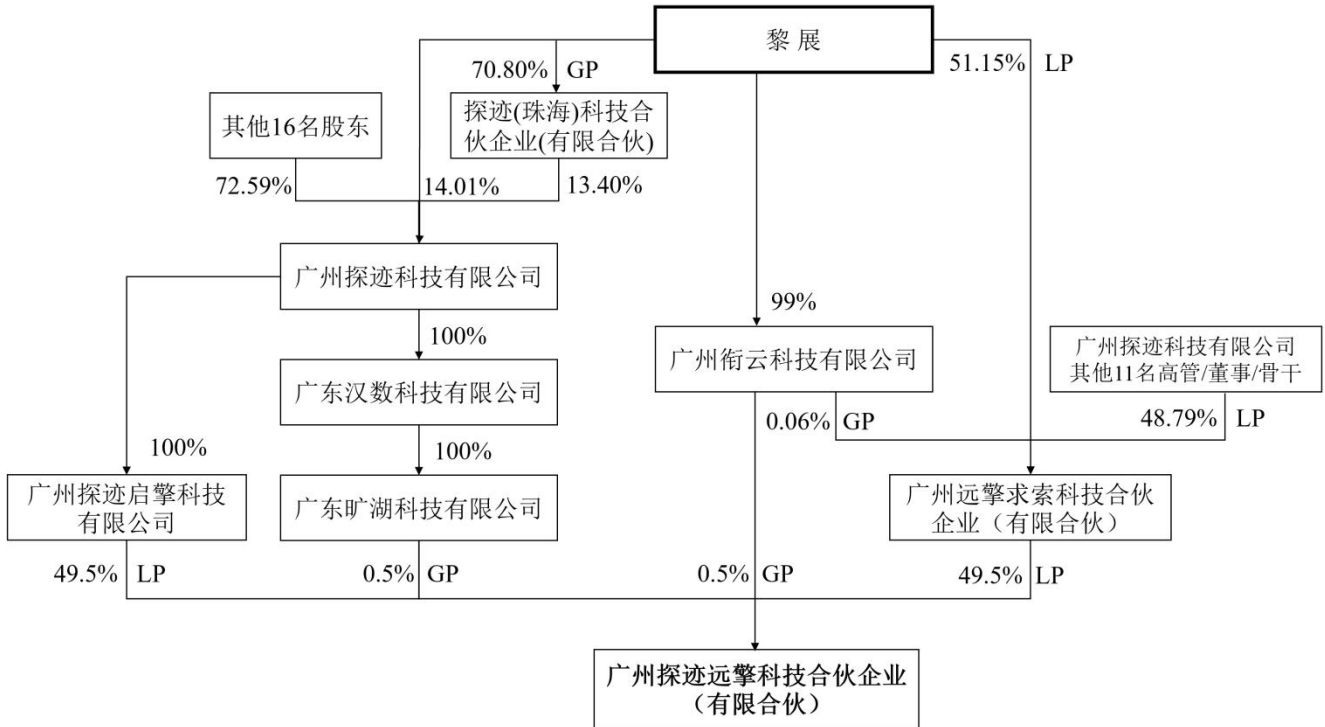 黎 展
70.80% GP
51.15% LP
其他16名股东
探迹(珠海)科技合
伙企业(有限合伙)
72.59%
14.01%
13.40%
广州探迹科技有限公司
100%
99%
广东汉数科技有限公司
广州衔云科技有限公司
广州探迹科技有限公司
其他11名高管/董事/骨干
0.06% GP
48.79% LP
100%
100%
广州探迹启擎科技
有限公司
广东旷湖科技有限公司
广州远擎求索科技合伙
企业（有限合伙）
49.5% LP
0.5% GP
0.5% GP
49.5% LP
广州探迹远擎科技合伙企业
（有限合伙）